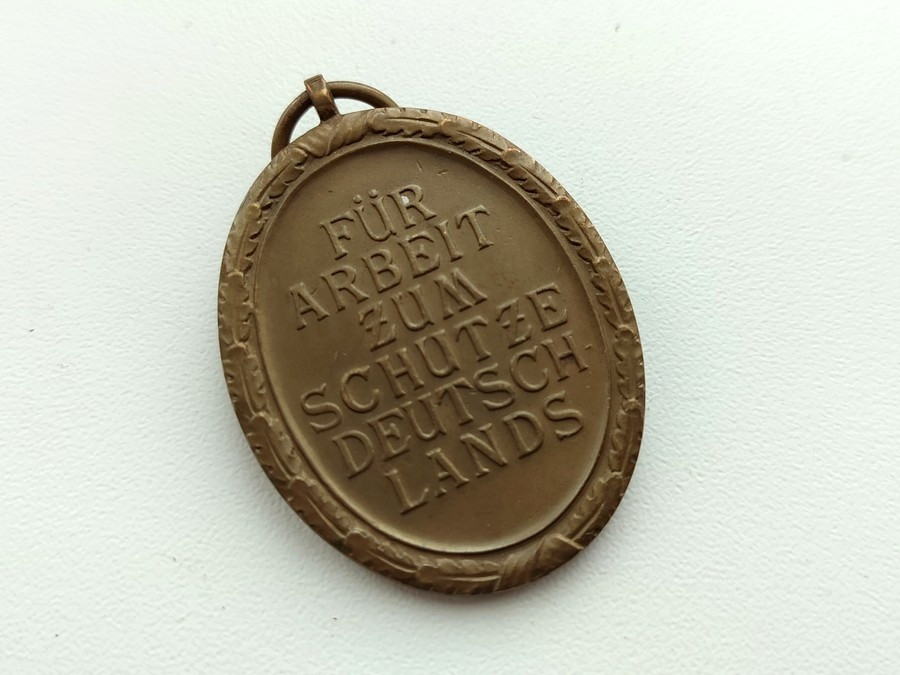 FÜR
ARBEIT
ZUM
SCHUTZE
DEUTSCH-
LANDS